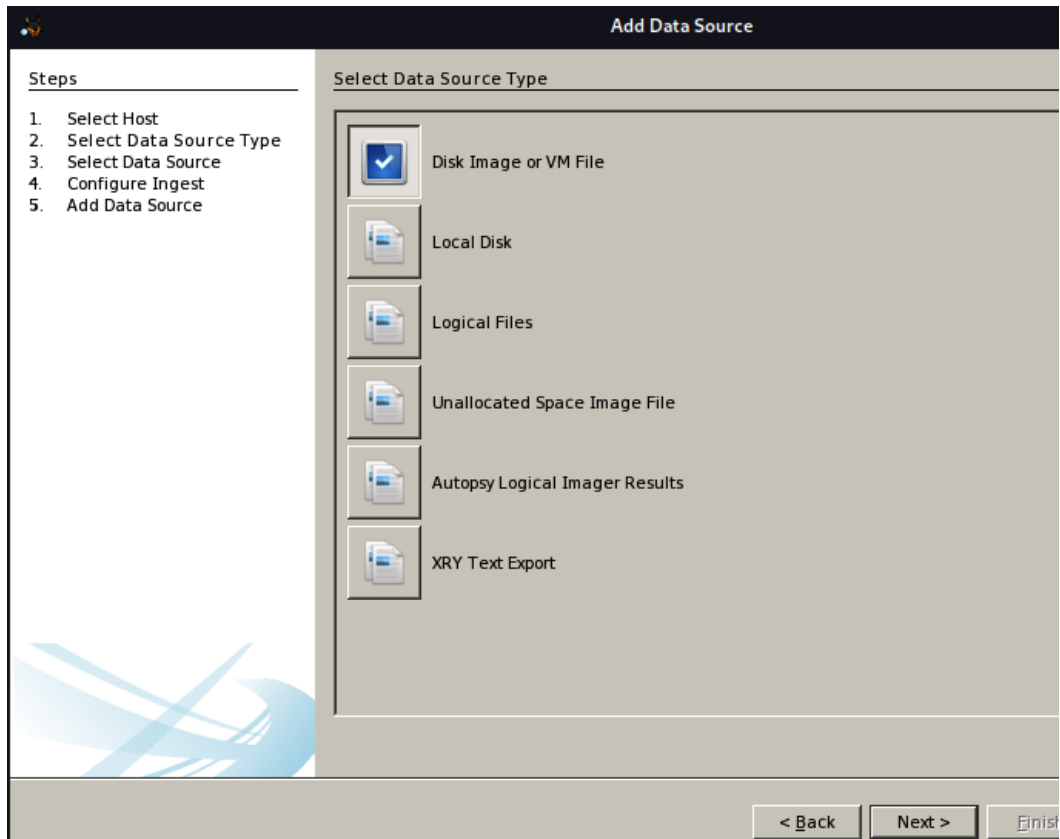 Add Data Source
Steps
1. Select Host
2. Select Data Source Type
3. Select Data Source
4. Configure Ingest
5. Add Data Source
Select Data Source Type
Disk Image or VM File
Local Disk
Logical Files
Unallocated Space Image File
Autopsy Logical Imager Results
XRY Text Export
< Back Next > Finis